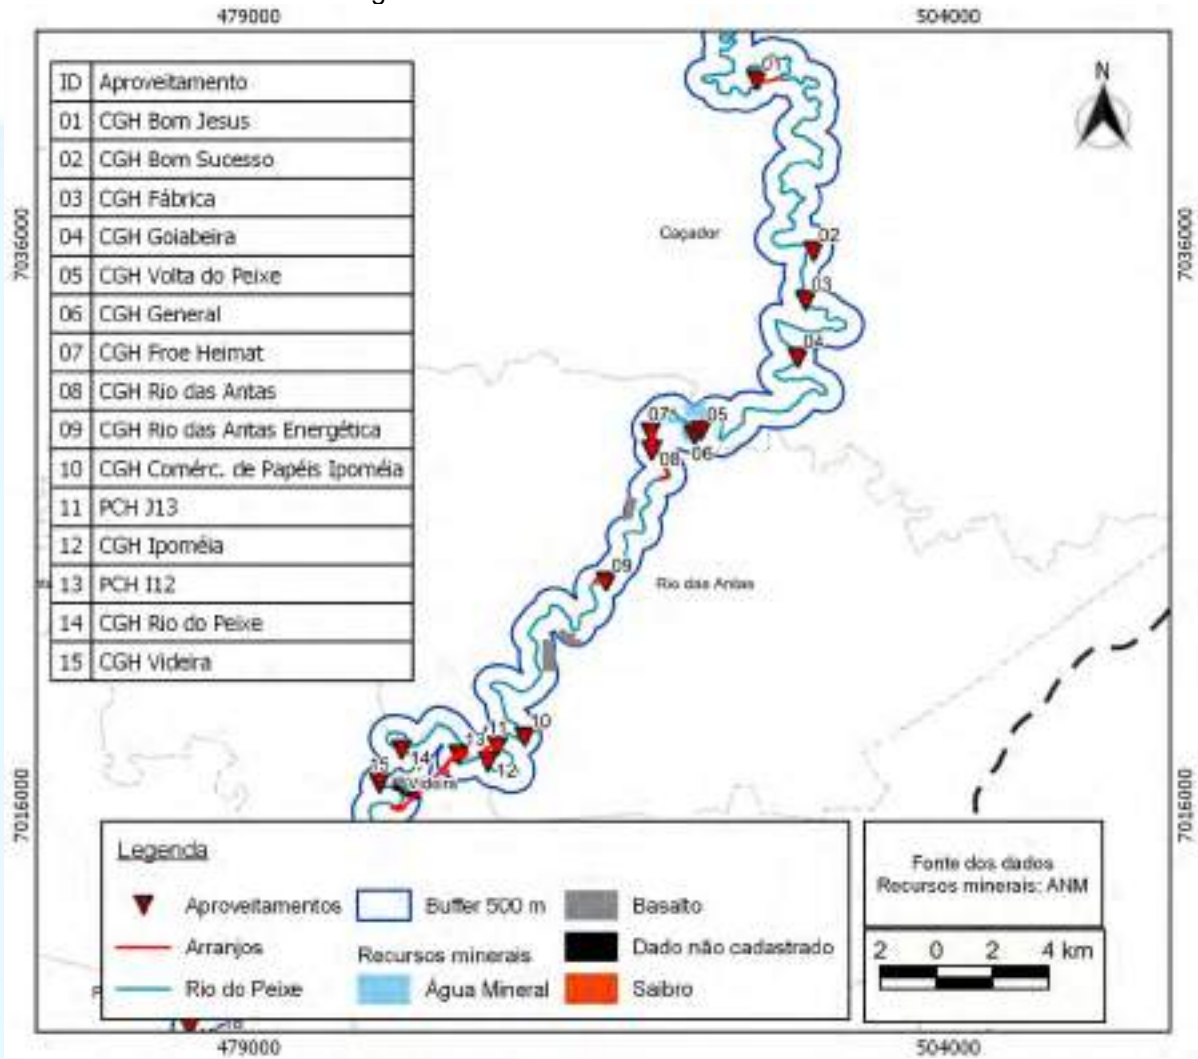 479000 504000
ID Aproveitamento
01 CGH Bom Jesus
02 CGH Bom Sucesso
03 CGH Fábrica
04 CGH Goiabeira
05 CGH Volta do Peixe
06 CGH General
07 CGH Froe Heimat
08 CGH Rio das Antas
09 CGH Rio das Antas Energética
10 CGH Comérc. de Papéis Ipoméia
11 PCH J13
12 CGH Ipoméia
13 PCH I12
14 CGH Rio do Peixe
15 CGH Videira
N
01
Caçador
02
7036000
7036000
03
04
07
05
06
08
09
Rio das Antas
10
11
13
12
14
15
Videira
7016000
7016000
Legenda
Aproveitamentos
Arranjos
Rio do Peixe
Buffer 500 m
Recursos minerais
Água Mineral
Basalto
Dado não cadastrado
Saibro
Fonte dos dados
Recursos minerais: ANM
2 0 2 4 km
479000 504000